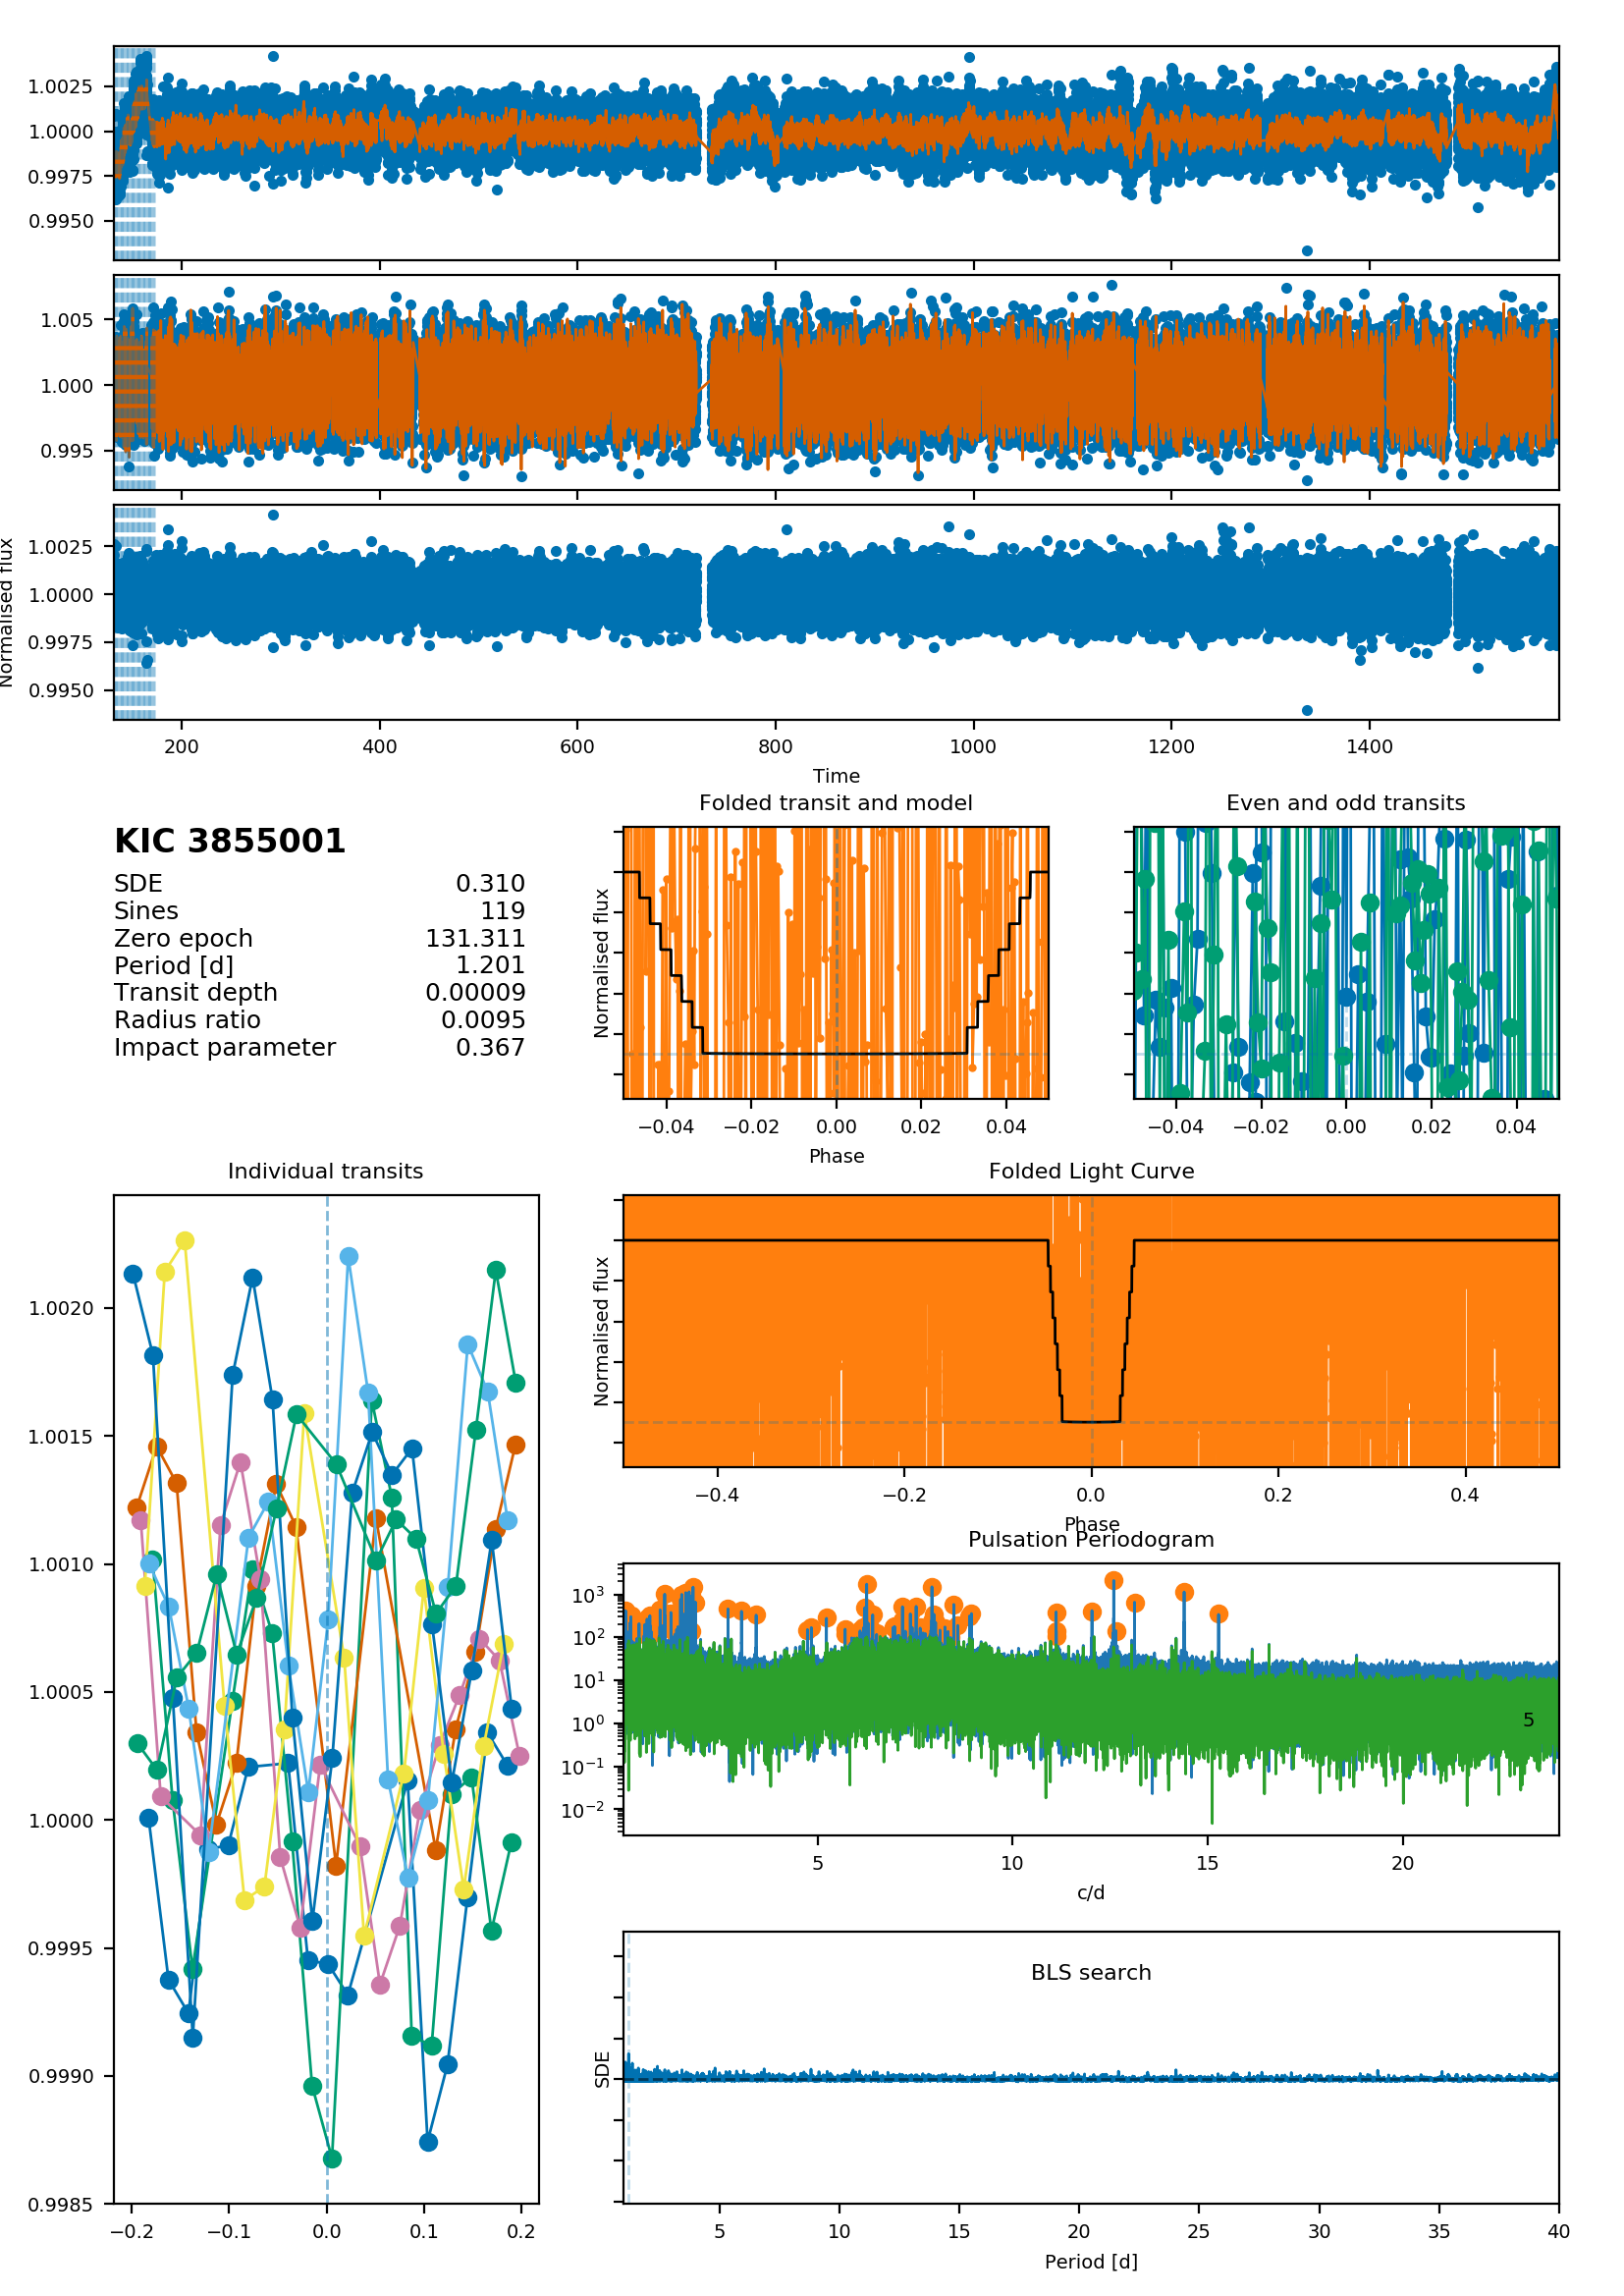 1.0025
1.0000
0.9975
0.9950
1.005
1.000
0.995
Normalised flux
1.0025
1.0000
0.9975
0.9950
200 400 600 800 1000 1200 1400
Time
KIC 3855001
SDE 0.310
Sines 119
Zero epoch 131.311
Period [d] 1.201
Transit depth 0.00009
Radius ratio 0.0095
Impact parameter 0.367
Folded transit and model
Normalised flux
−0.04 −0.02 0.00 0.02 0.04
Phase
Even and odd transits
−0.04 −0.02 0.00 0.02 0.04
Individual transits
1.0020
1.0015
1.0010
1.0005
1.0000
0.9995
0.9990
0.9985
−0.2 −0.1 0.0 0.1 0.2
Folded Light Curve
Normalised flux
−0.4 −0.2 0.0 0.2 0.4
Phase
Pulsation Periodogram
10³
10²
10¹
10⁰
10⁻¹
10⁻²
5
5 10 15 20
c/d
BLS search
SDE
5 10 15 20 25 30 35 40
Period [d]